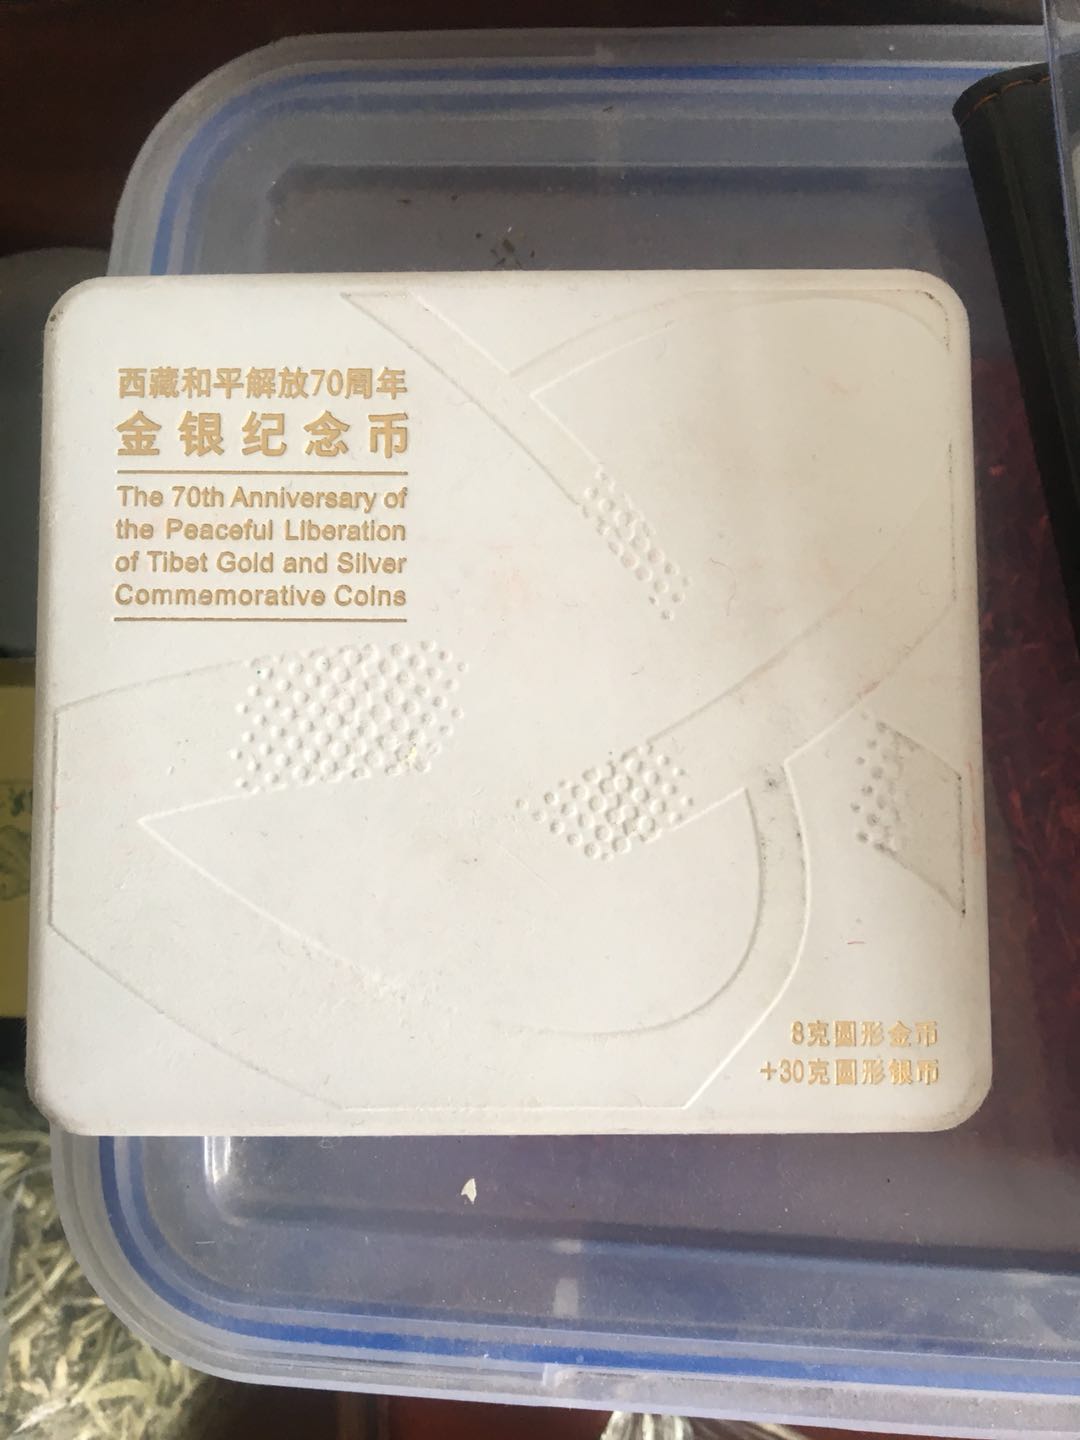 西藏和平解放70周年
金银纪念币
The 70th Anniversary of
the Peaceful Liberation
of Tibet Gold and Silver
Commemorative Coins
8克圆形金币
+30克圆形银币